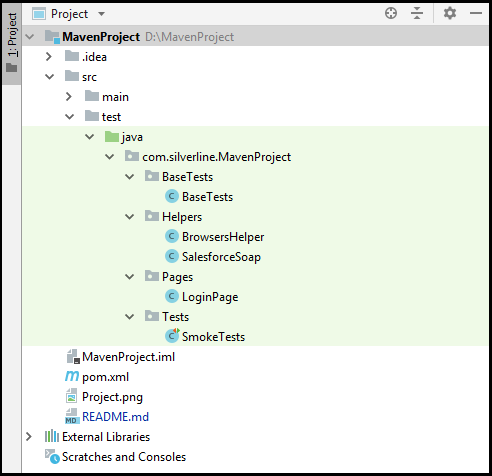 1: Project
Project
MavenProject D:\MavenProject
.idea
src
main
test
java
com.silverline.MavenProject
BaseTests
BaseTests
Helpers
BrowsersHelper
SalesforceSoap
Pages
LoginPage
Tests
SmokeTests
MavenProject.iml
pom.xml
Project.png
README.md
External Libraries
Scratches and Consoles